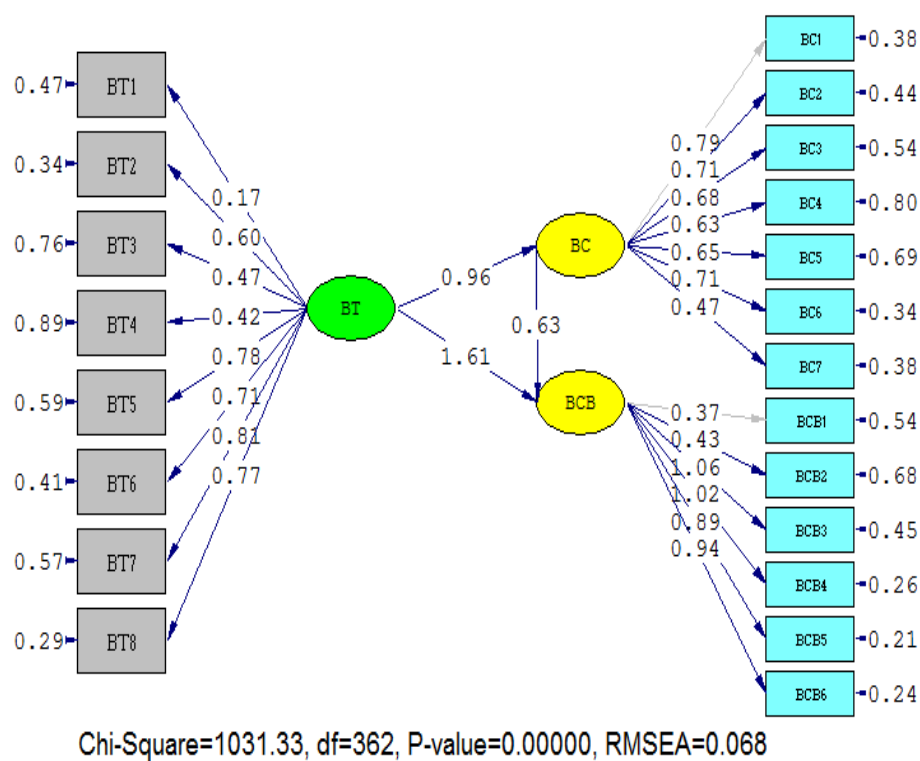 0.47 BT1
0.34 BT2
0.76 BT3
0.89 BT4
0.59 BT5
0.41 BT6
0.57 BT7
0.29 BT8
0.17
0.60
0.47
0.42
0.78
0.71
0.81
0.77
BT
0.96
1.61
BC
0.63
BCB
0.79
0.71
0.68
0.63
0.65
0.71
0.47
0.37
0.43
1.06
1.02
0.89
0.94
BC1 0.38
BC2 0.44
BC3 0.54
BC4 0.80
BC5 0.69
BC6 0.34
BC7 0.38
BCB1 0.54
BCB2 0.68
BCB3 0.45
BCB4 0.26
BCB5 0.21
BCB6 0.24
Chi-Square=1031.33, df=362, P-value=0.00000, RMSEA=0.068